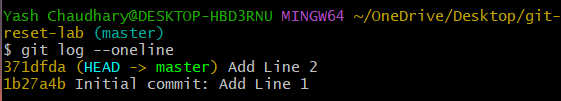 Yash Chaudhary@DESKTOP-HBD3RNU MINGW64 ~/OneDrive/Desktop/git-
reset-lab (master)
$ git log --oneline
371dfda (HEAD -> master) Add Line 2
1b27a4b Initial commit: Add Line 1